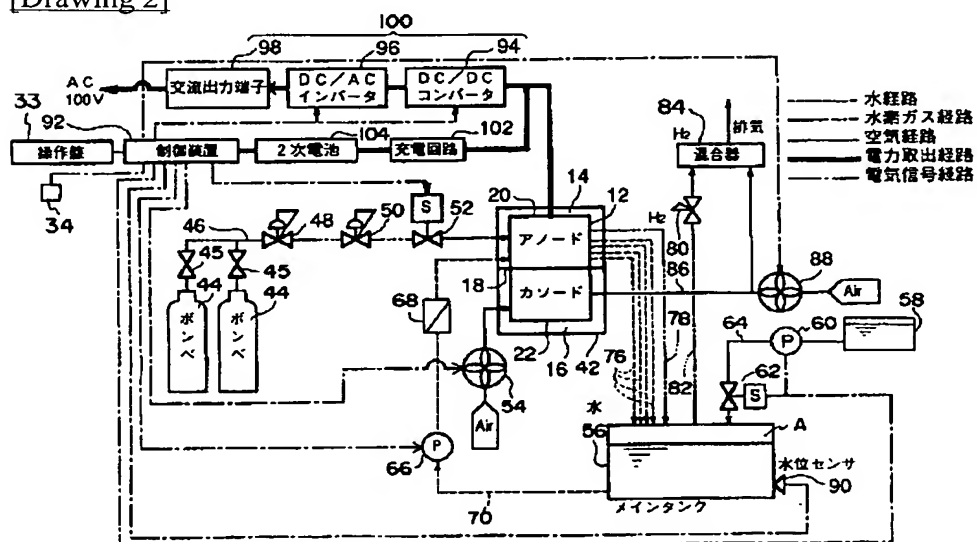 [Drawing 2]
100
98
96
94
AC
100V
交流出力端子
DC/AC
インバータ
DC/DC
コンバータ
33
92
104
102
操作盤
制御装置
2次電池
充電回路
34
84
H₂
排気
混合器
水経路
水素ガス経路
空気経路
電力取出経路
電気信号経路
20
14
12
S
46
48
50
52
H₂
80
45
45
アノード
18
カソード
86
88
Air
44
44
ボンベ
ボンベ
68
22
16
42
78
82
76
64
60
58
P
54
62
S
Air
水
56
A
P
66
水位センサ
90
70
メインタンク